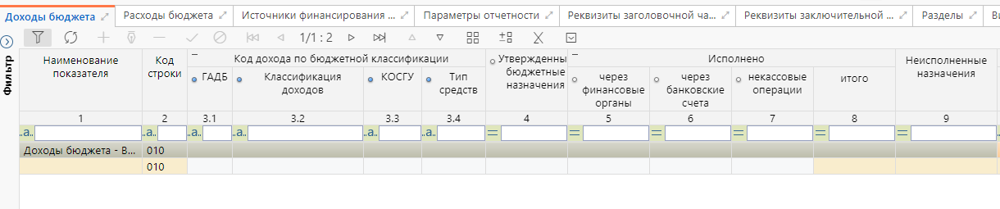 Доходы бюджета
Расходы бюджета
Источники финансирования ...
Параметры отчетности
Реквизиты заголовочной ча...
Реквизиты заключительной ...
Разделы
1/1 : 2
Фильтр
Наименование показателя
Код строки
Код дохода по бюджетной классификации
Утвержденны бюджетные назначения
Исполнено
Неисполненные назначения
ГАДБ
Классификация доходов
КОСГУ
Тип средств
через финансовые органы
через банковские счета
некассовые операции
итого
1 2 3.1 3.2 3.3 3.4 4 5 6 7 8 9
.а. .а. .а. .а. .а. .а. = = = = = =
Доходы бюджета - В... 010
010